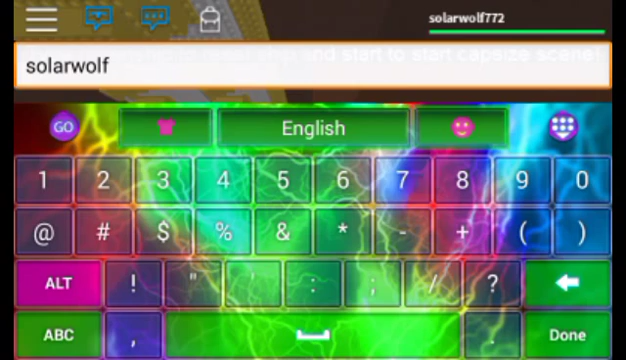 solarwolf772
and start to start capsize scene!
solarwolf
GO English
1 2 3 4 5 6 7 8 9 0
@ # $ % & * - + ( )
ALT ! " ' : ; / ?
ABC , . Done